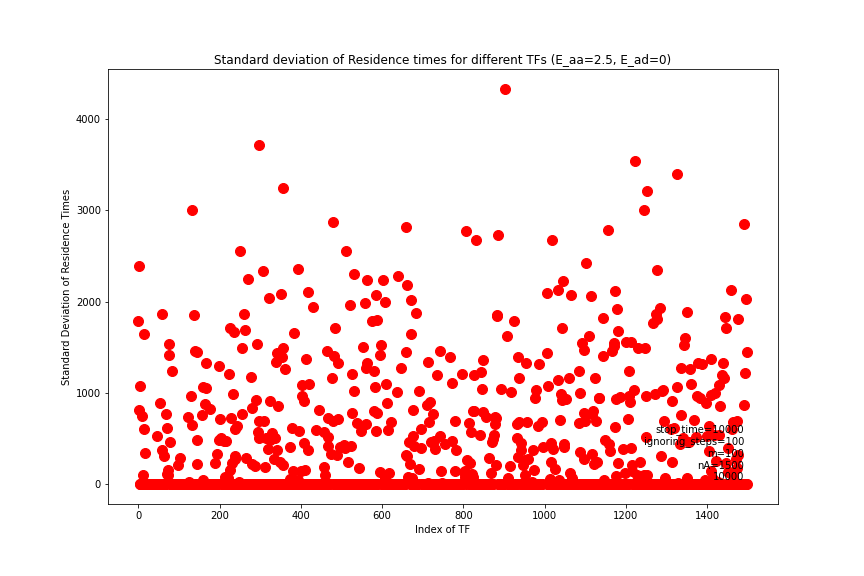 Standard deviation of Residence times for different TFs (E_aa=2.5, E_ad=0)
Standard Deviation of Residence Times
4000
3000
2000
1000
0
stop_time=10000
ignoring_steps=100
n=100
nA=1500
10000
0 200 400 600 800 1000 1200 1400
Index of TF